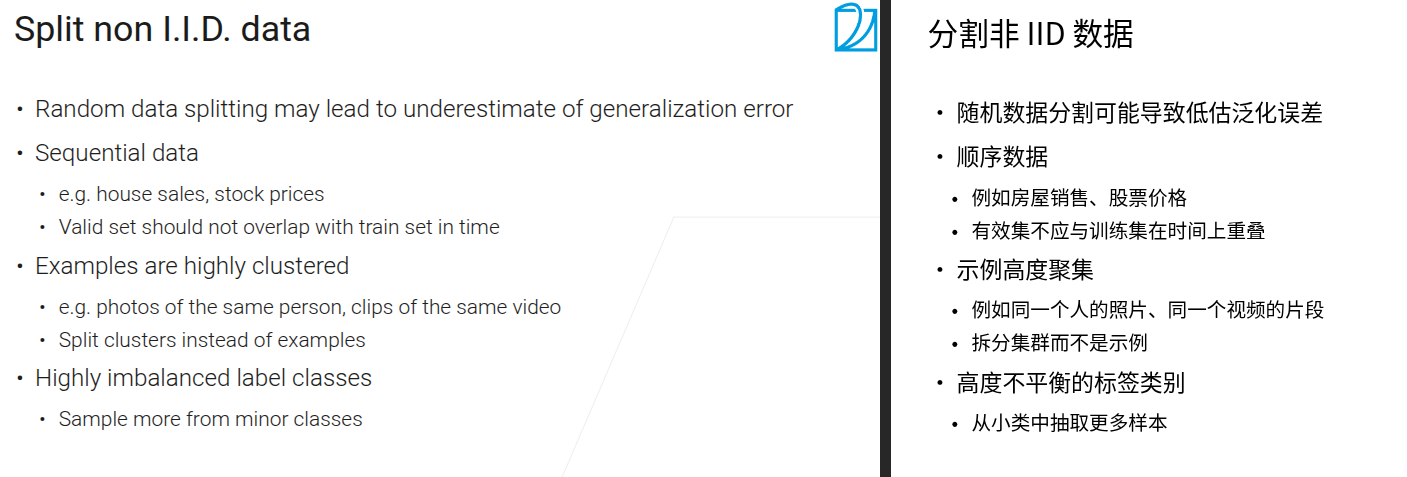 Split non I.I.D. data
• Random data splitting may lead to underestimate of generalization error
• Sequential data
• e.g. house sales, stock prices
• Valid set should not overlap with train set in time
• Examples are highly clustered
• e.g. photos of the same person, clips of the same video
• Split clusters instead of examples
• Highly imbalanced label classes
• Sample more from minor classes
分割非 IID 数据
• 随机数据分割可能导致低估泛化误差
• 顺序数据
• 例如房屋销售、股票价格
• 有效集不应与训练集在时间上重叠
• 示例高度聚集
• 例如同一个人的照片、同一个视频的片段
• 拆分集群而不是示例
• 高度不平衡的标签类别
• 从小类中抽取更多样本